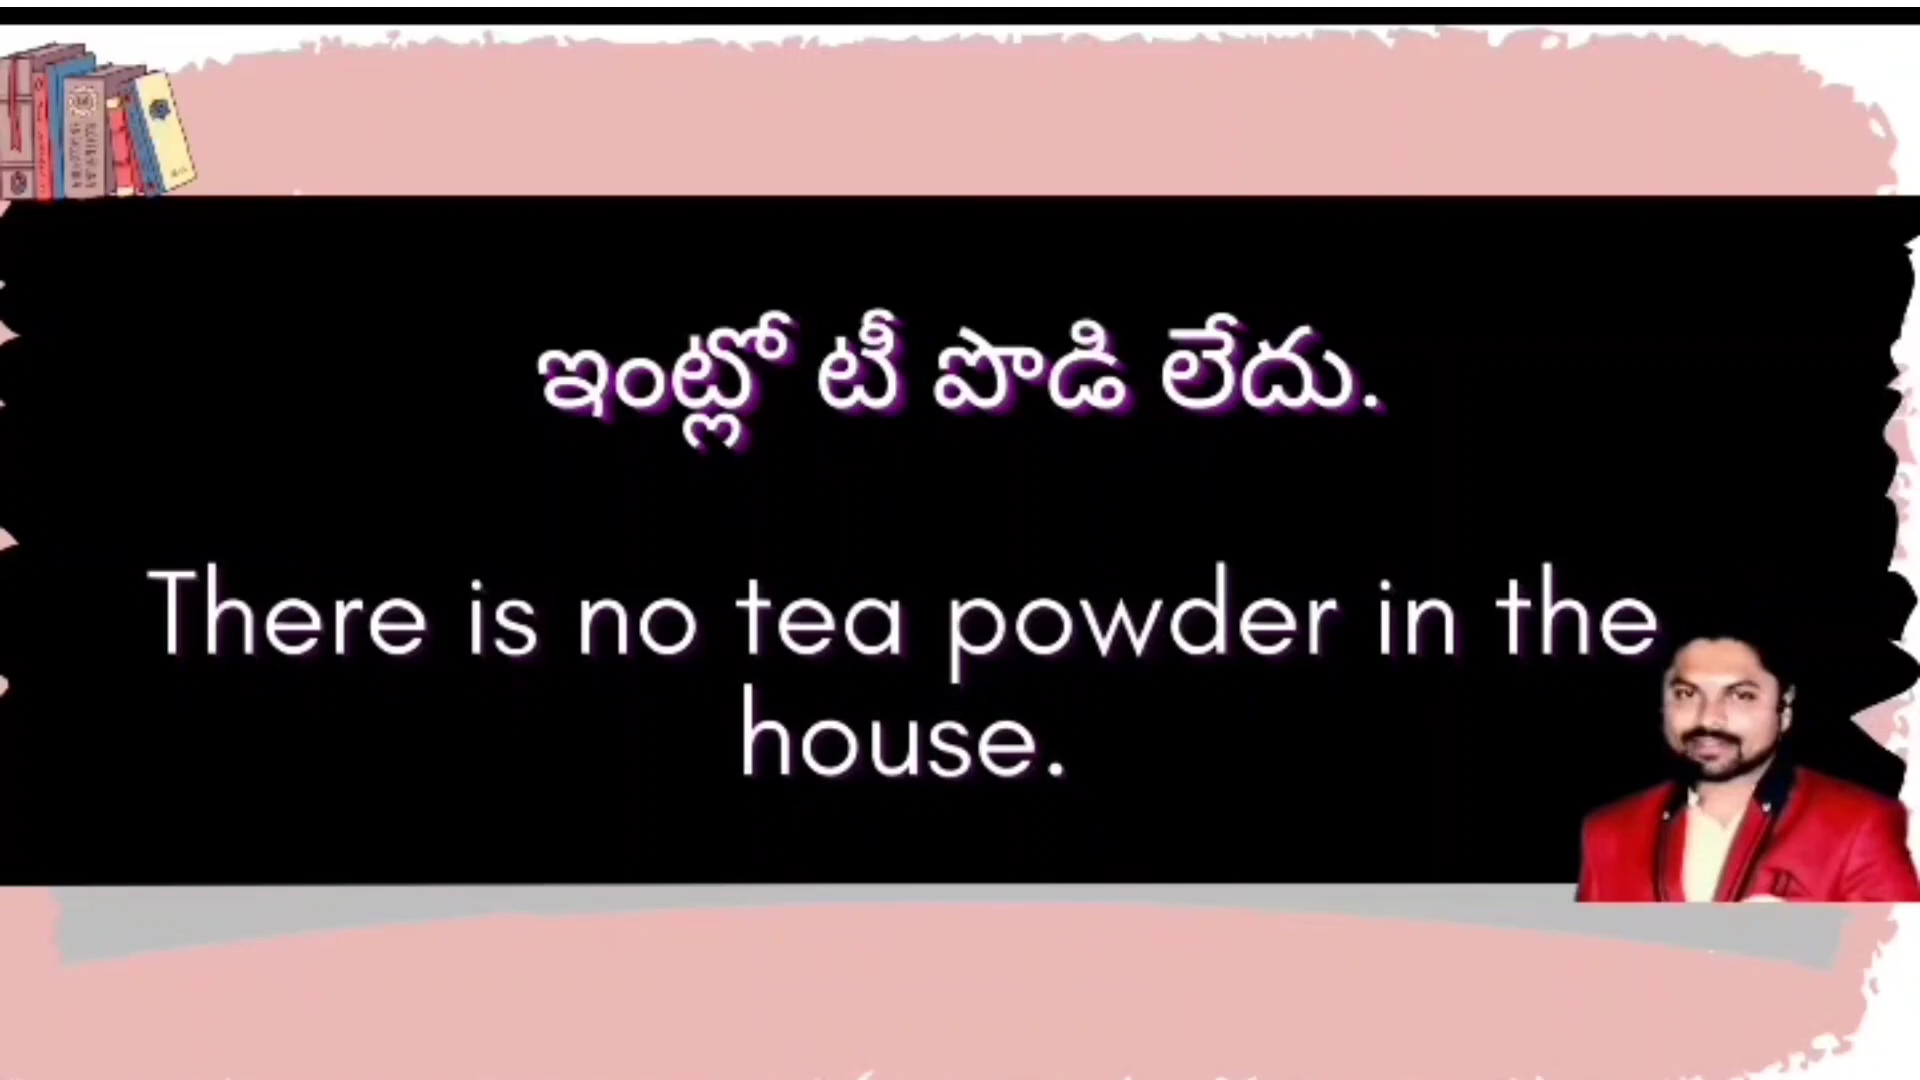 ఇంట్లో టీ పొడి లేదు.
There is no tea powder in the
house.